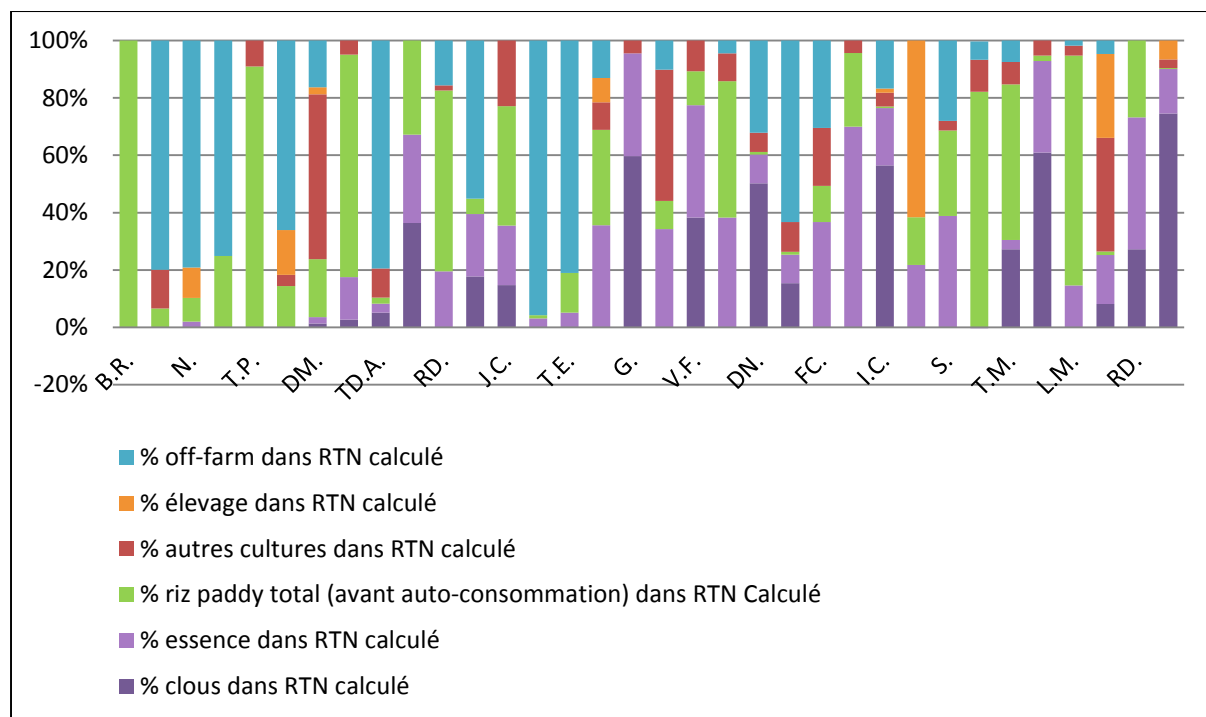 100%
80%
60%
40%
20%
0%
-20%
B.R. N. T.P. DM. TD.A. RD. J.C. T.E. G. V.F. DN. FC. I.C. S. T.M. L.M. RD.
% off-farm dans RTN calculé
% élevage dans RTN calculé
% autres cultures dans RTN calculé
% riz paddy total (avant auto-consommation) dans RTN Calculé
% essence dans RTN calculé
% clous dans RTN calculé